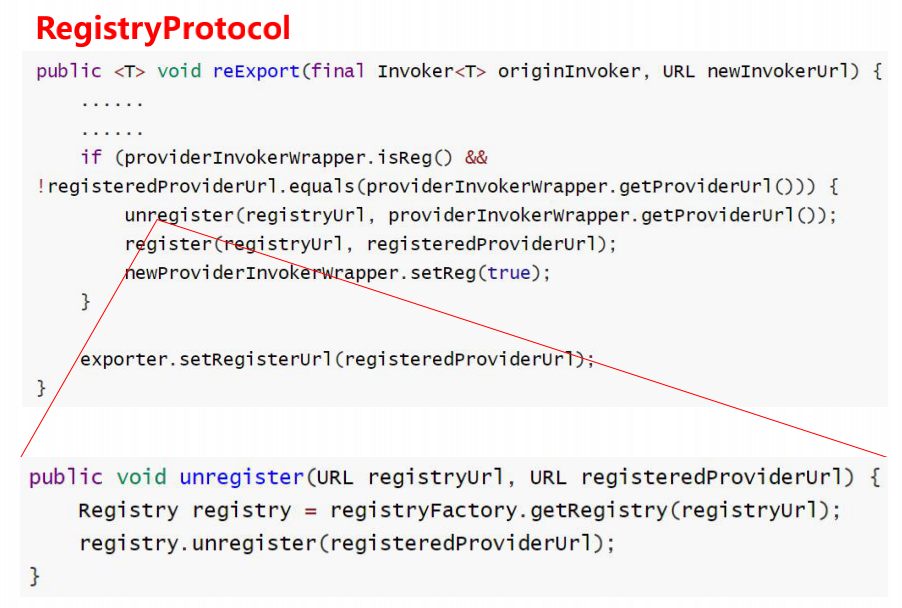 RegistryProtocol
public <T> void reExport(final Invoker<T> originInvoker, URL newInvokerUrl) {
......
......
if (providerInvokerWrapper.isReg() &&
!registeredProviderUrl.equals(providerInvokerWrapper.getProviderUrl())) {
unregister(registryUrl, providerInvokerWrapper.getProviderUrl());
register(registryUrl, registeredProviderUrl);
newProviderInvokerWrapper.setReg(true);
}
exporter.setRegisterUrl(registeredProviderUrl);
}
public void unregister(URL registryUrl, URL registeredProviderUrl) {
Registry registry = registryFactory.getRegistry(registryUrl);
registry.unregister(registeredProviderUrl);
}